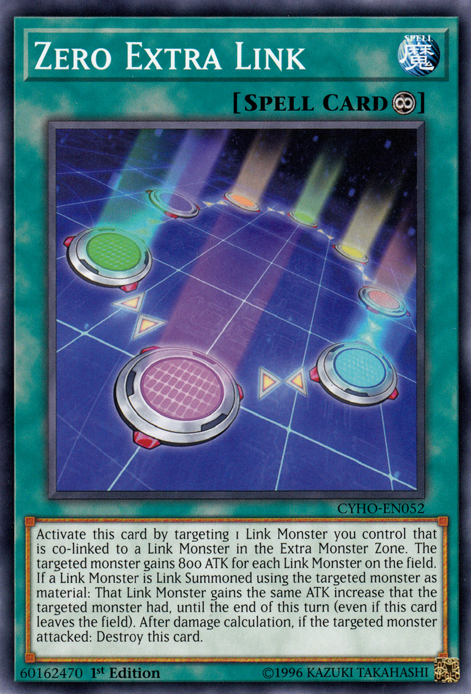 Zero Extra Link
SPELL
魔
[Spell Card]
CYHO-EN052
Activate this card by targeting 1 Link Monster you control that
is co-linked to a Link Monster in the Extra Monster Zone. The
targeted monster gains 800 ATK for each Link Monster on the field.
If a Link Monster is Link Summoned using the targeted monster as
material: That Link Monster gains the same ATK increase that the
targeted monster had, until the end of this turn (even if this card
leaves the field). After damage calculation, if the targeted monster
attacked: Destroy this card.
60162470 1st Edition ©1996 KAZUKI TAKAHASHI